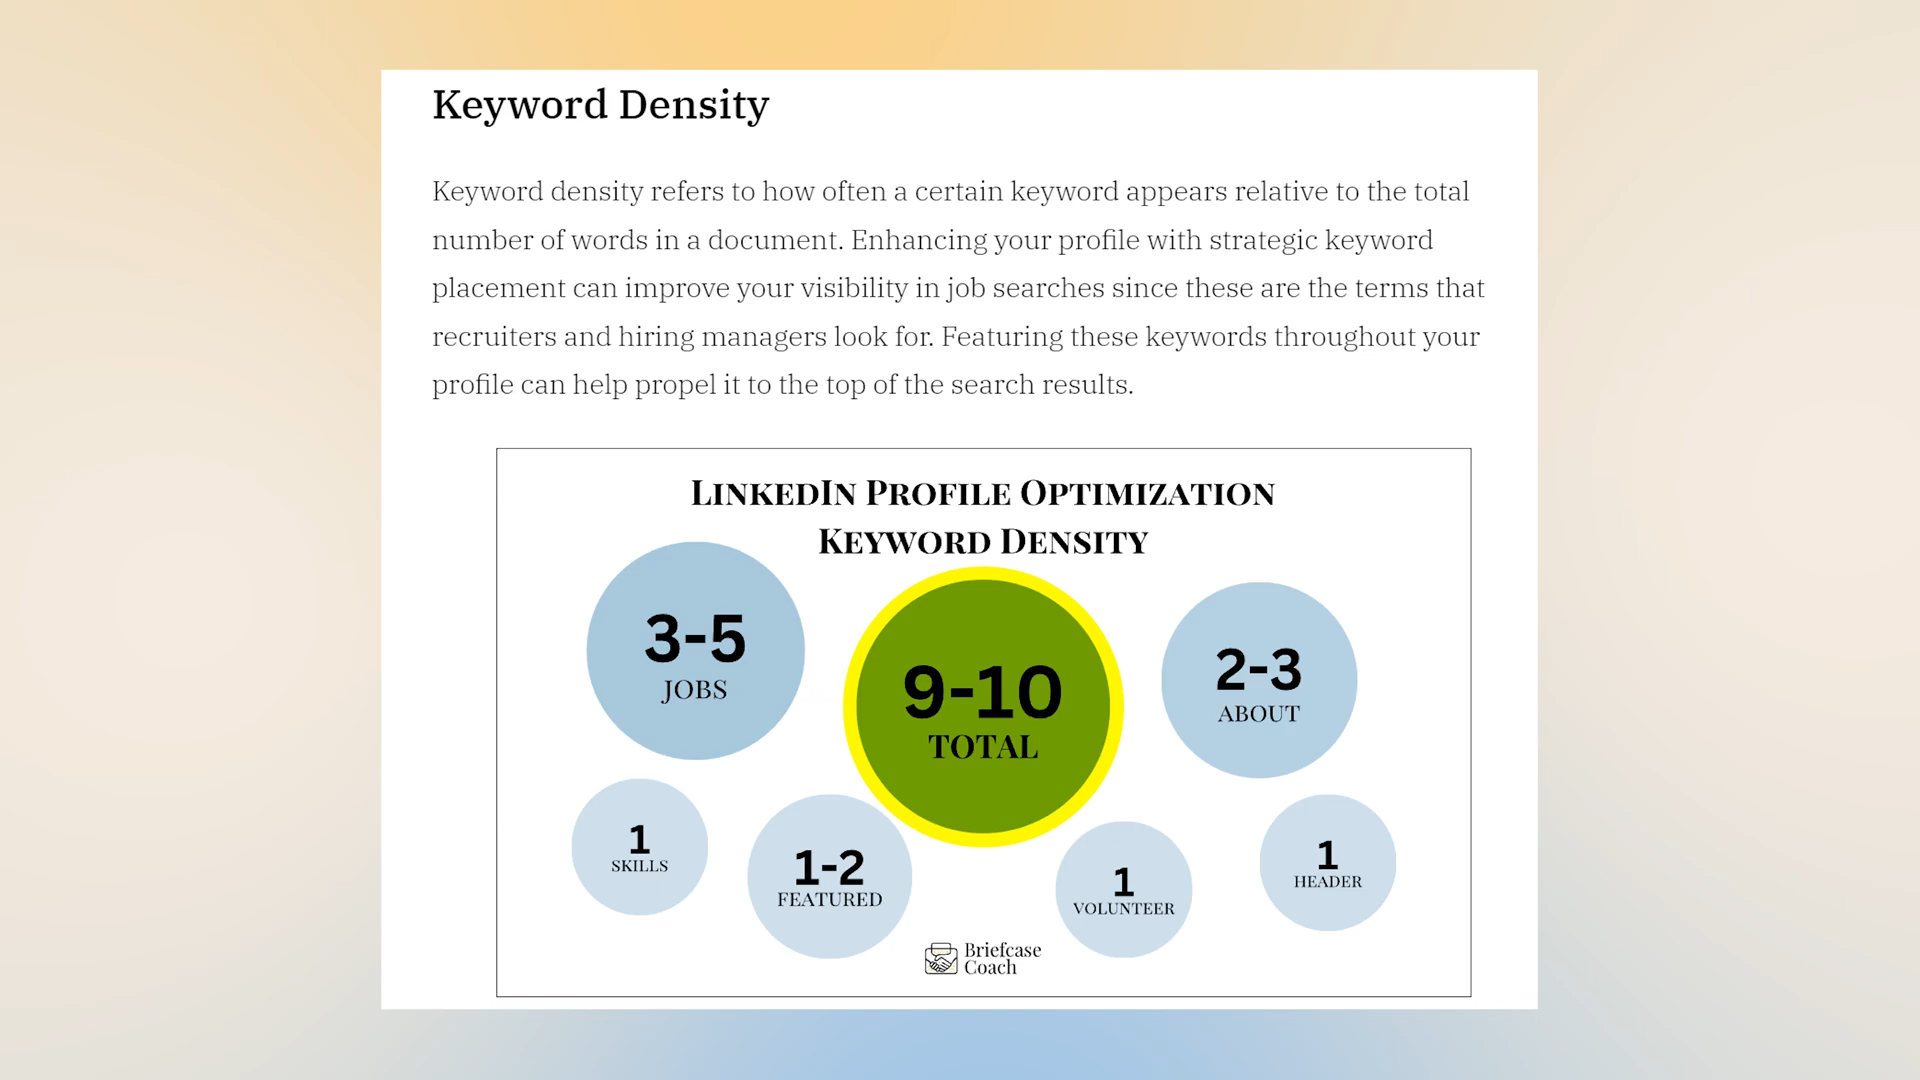 Keyword Density
Keyword density refers to how often a certain keyword appears relative to the total
number of words in a document. Enhancing your profile with strategic keyword
placement can improve your visibility in job searches since these are the terms that
recruiters and hiring managers look for. Featuring these keywords throughout your
profile can help propel it to the top of the search results.
LinkedIn Profile Optimization
Keyword Density
3-5
JOBS
9-10
TOTAL
2-3
ABOUT
1
SKILLS
1-2
FEATURED
1
VOLUNTEER
1
HEADER
Briefcase
Coach